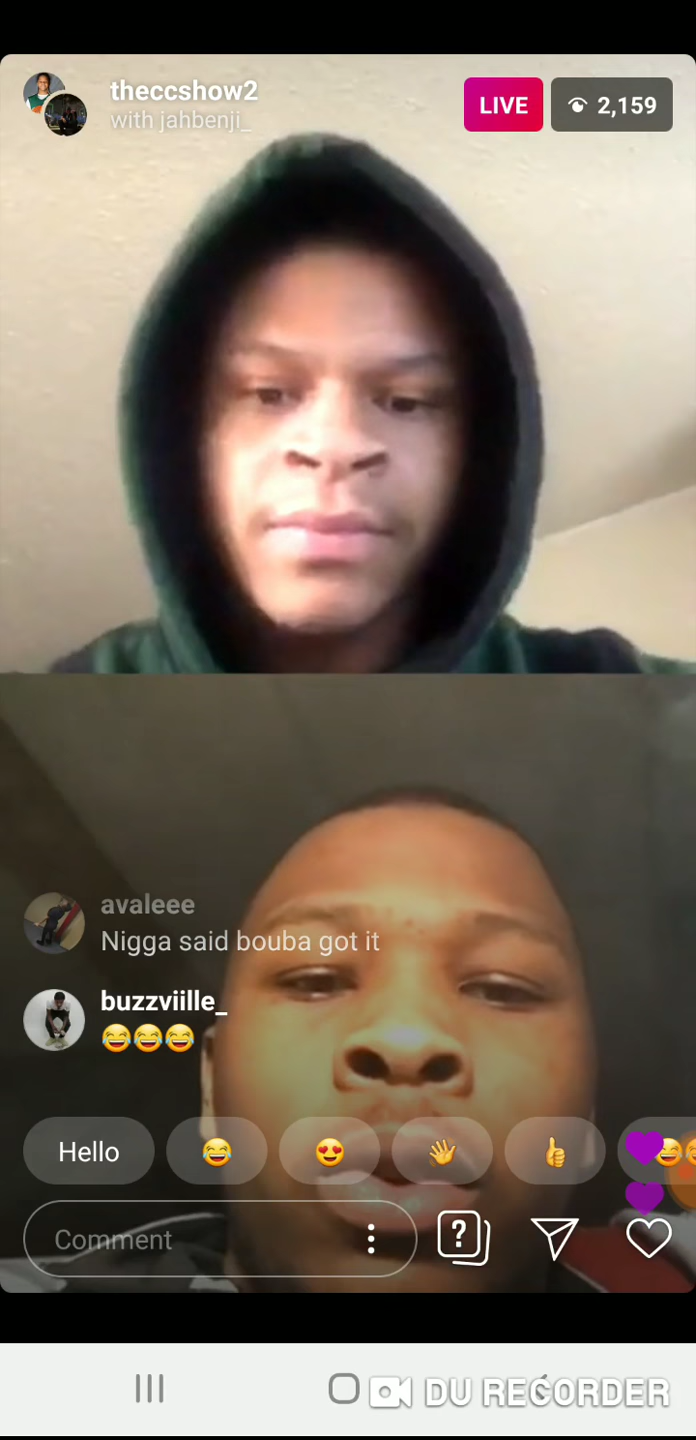 theccshow2
with jahbenji_
LIVE
2,159
avaleee
Nigga said bouba got it
buzzviille_
😂😂😂
Hello
😂 😍 👋 👍 😂
Comment
?
DU RECORDER